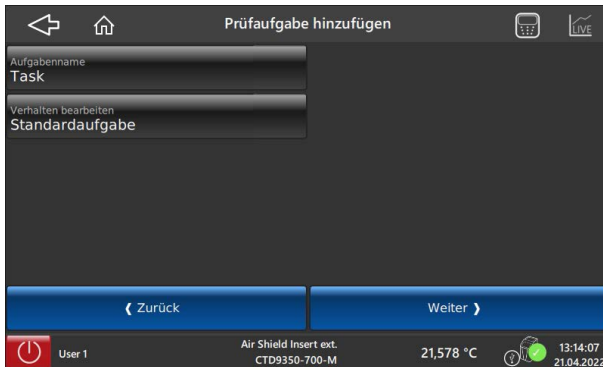 Prüfaufgabe hinzufügen
LIVE
Aufgabenname
Task
Verhalten bearbeiten
Standardaufgabe
❰ Zurück
Weiter ❱
User 1
Air Shield Insert ext.
CTD9350-700-M
21,578 °C
13:14:07
21.04.2022